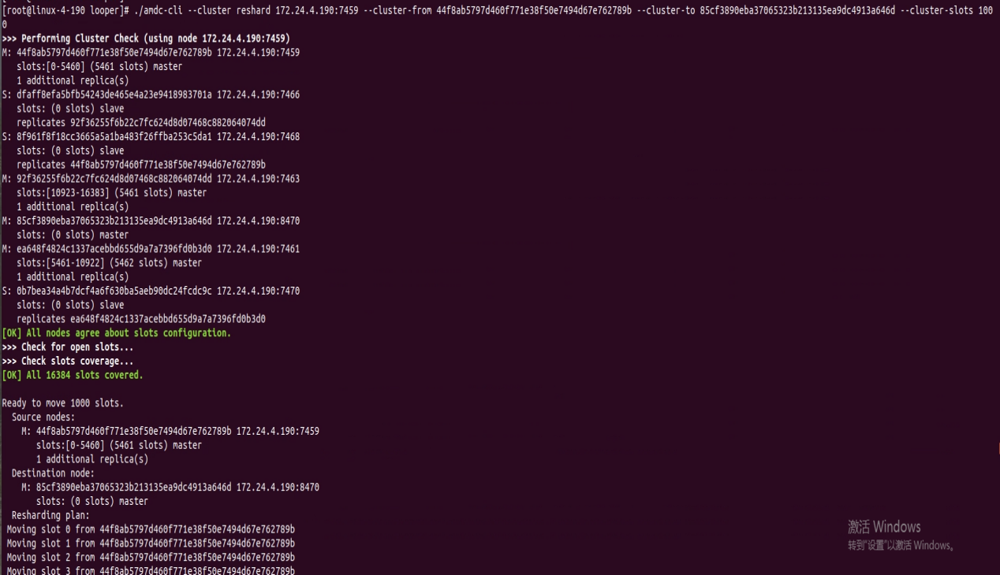 [root@linux-4-190 looper]# ./amdc-cli --cluster reshard 172.24.4.190:7459 --cluster-from 44f8ab5797d460f771e38f50e7494d67e762789b --cluster-to 85cf3890eba37065323b213135ea9dc4913a646d --cluster-slots 100
0
>>> Performing Cluster Check (using node 172.24.4.190:7459)
M: 44f8ab5797d460f771e38f50e7494d67e762789b 172.24.4.190:7459
slots:[0-5460] (5461 slots) master
1 additional replica(s)
S: dfaff8efa5bfb54243de465e4a23e9418983701a 172.24.4.190:7466
slots: (0 slots) slave
replicates 92f36255f6b22c7fc624d8d07468c882064074dd
S: 8f961f8f18cc3665a5a1ba483f26ffba253c5da1 172.24.4.190:7468
slots: (0 slots) slave
replicates 44f8ab5797d460f771e38f50e7494d67e762789b
M: 92f36255f6b22c7fc624d8d07468c882064074dd 172.24.4.190:7463
slots:[10923-16383] (5461 slots) master
1 additional replica(s)
M: 85cf3890eba37065323b213135ea9dc4913a646d 172.24.4.190:8470
slots: (0 slots) master
M: ea648f4824c1337acebbd655d9a7a7396fd0b3d0 172.24.4.190:7461
slots:[5461-10922] (5462 slots) master
1 additional replica(s)
S: 0b7bea34a4b7dcf4a6f630ba5aeb90dc24fcdc9c 172.24.4.190:7470
slots: (0 slots) slave
replicates ea648f4824c1337acebbd655d9a7a7396fd0b3d0
[OK] All nodes agree about slots configuration.
>>> Check for open slots...
>>> Check slots coverage...
[OK] All 16384 slots covered.
Ready to move 1000 slots.
Source nodes:
M: 44f8ab5797d460f771e38f50e7494d67e762789b 172.24.4.190:7459
slots:[0-5460] (5461 slots) master
1 additional replica(s)
Destination node:
M: 85cf3890eba37065323b213135ea9dc4913a646d 172.24.4.190:8470
slots: (0 slots) master
Resharding plan:
Moving slot 0 from 44f8ab5797d460f771e38f50e7494d67e762789b
Moving slot 1 from 44f8ab5797d460f771e38f50e7494d67e762789b
Moving slot 2 from 44f8ab5797d460f771e38f50e7494d67e762789b
Moving slot 3 from 44f8ab5797d460f771e38f50e7494d67e762789b
激活 Windows
转到"设置"以激活 Windows。